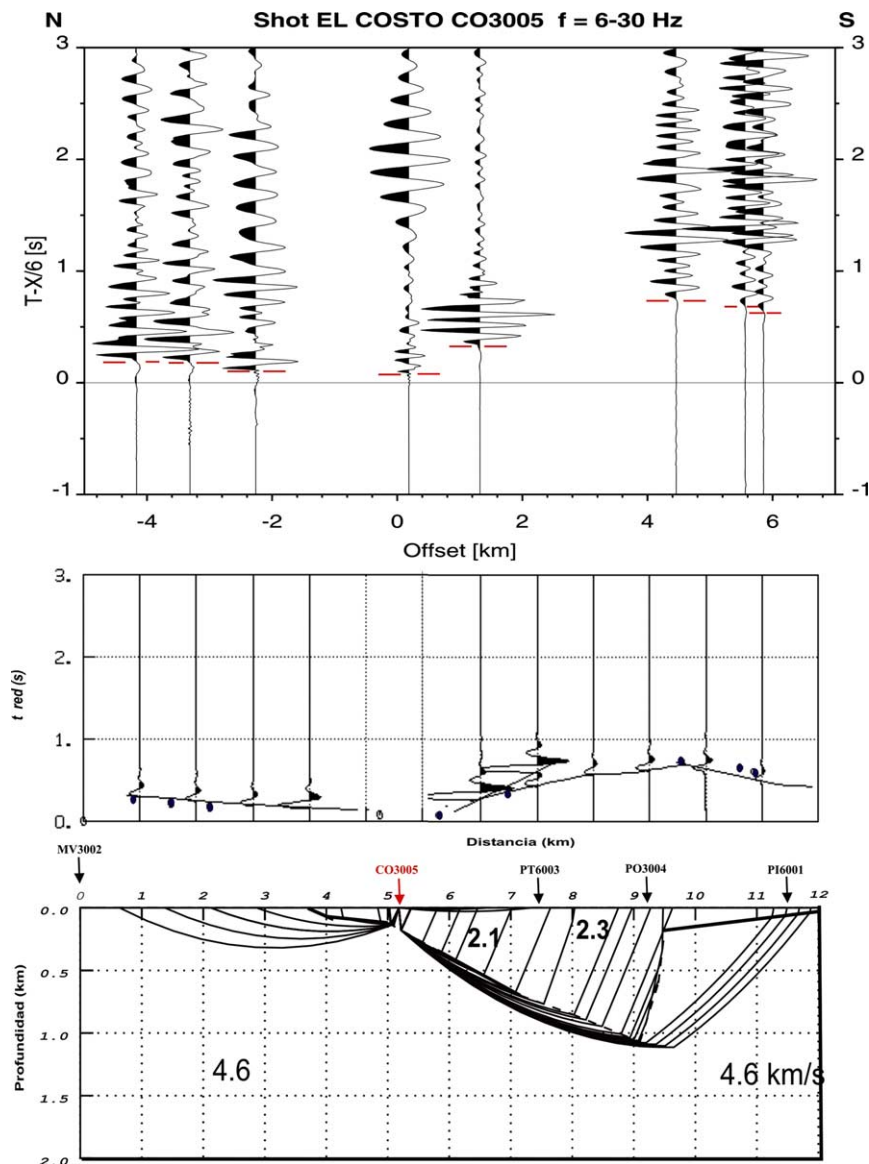 N Shot EL COSTO CO3005 f = 6-30 Hz S
3 3
2 2
1 1
0 0
-1 -1
T-X/6 [s]
-4 -2 0 2 4 6
Offset [km]
3.
2.
1.
0.
t red (s)
Distancia (km)
MV3002 CO3005 PT6003 PO3004 PI6001
0 1 2 3 4 5 6 7 8 9 10 11 12
0.0
0.5
1.0
1.5
2.0
Profundidad (km)
2.1 2.3
4.6 4.6 km/s